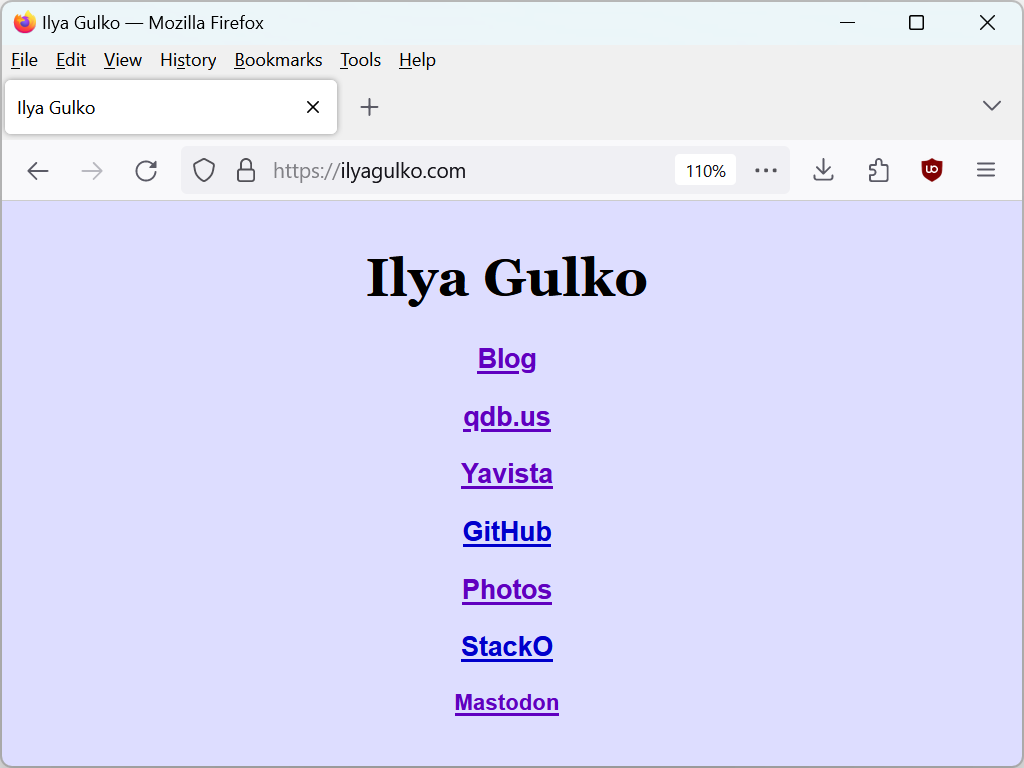 Ilya Gulko — Mozilla Firefox
File Edit View History Bookmarks Tools Help
Ilya Gulko
https://ilyagulko.com 110%
Ilya Gulko
Blog
qdb.us
Yavista
GitHub
Photos
StackO
Mastodon